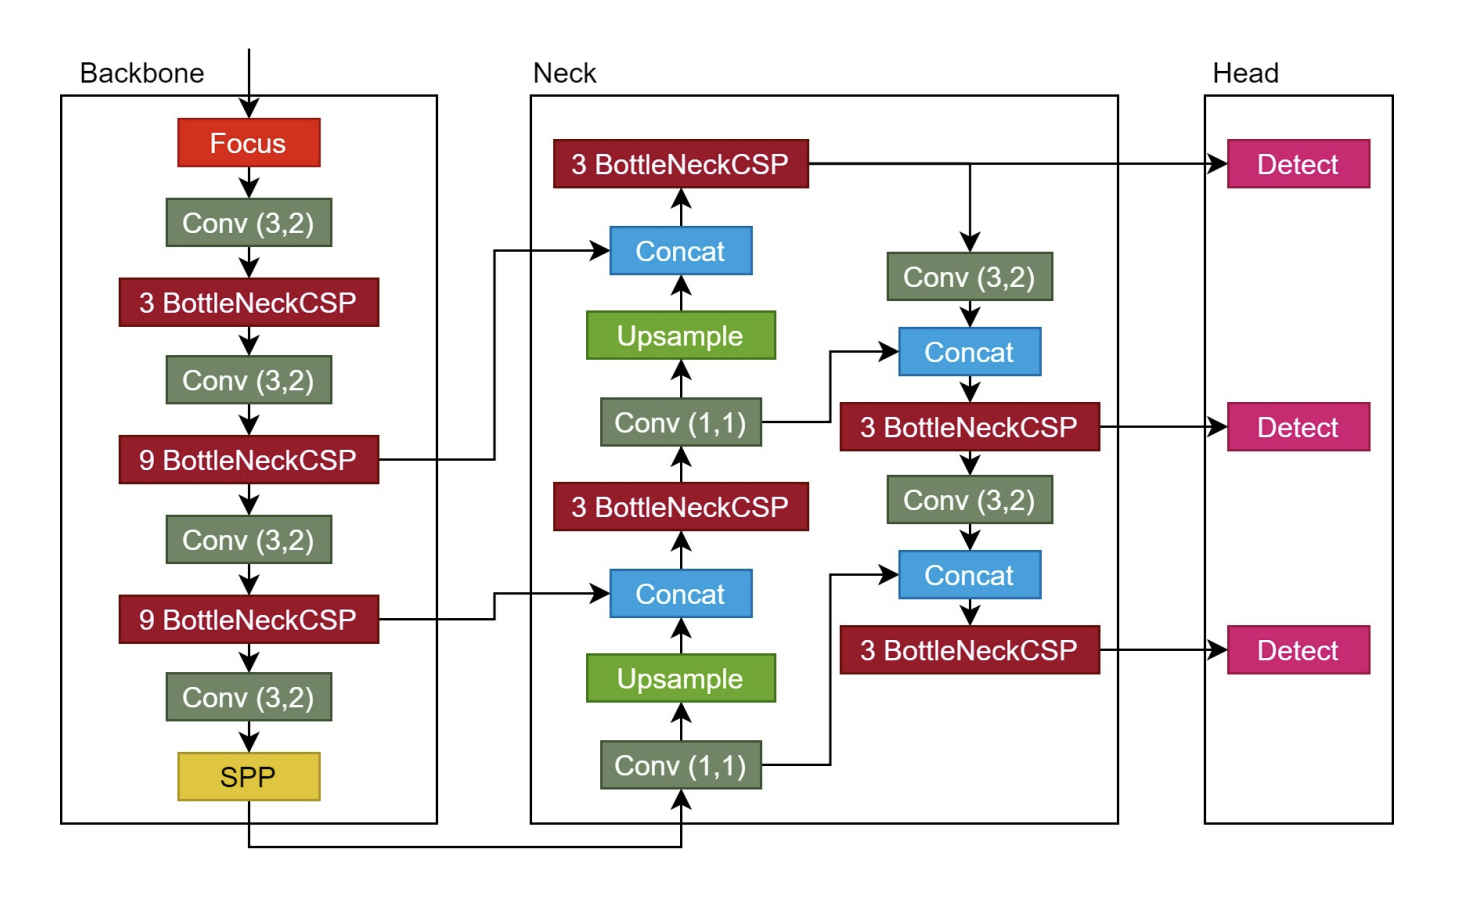 Backbone
Focus
Conv (3,2)
3 BottleNeckCSP
Conv (3,2)
9 BottleNeckCSP
Conv (3,2)
9 BottleNeckCSP
Conv (3,2)
SPP
Neck
3 BottleNeckCSP
Concat
Upsample
Conv (1,1)
3 BottleNeckCSP
Concat
Upsample
Conv (1,1)
Conv (3,2)
Concat
3 BottleNeckCSP
Conv (3,2)
Concat
3 BottleNeckCSP
Head
Detect
Detect
Detect